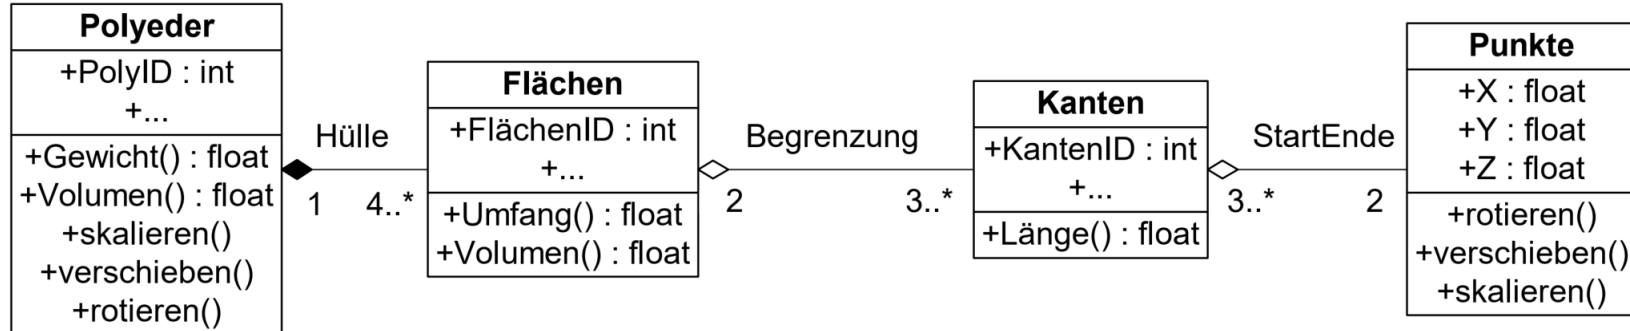 Polyeder
+PolyID : int
+...
+Gewicht() : float
+Volumen() : float
+skalieren()
+verschieben()
+rotieren()
Hülle
1
4..*
Flächen
+FlächenID : int
+...
+Umfang() : float
+Volumen() : float
Begrenzung
2
3..*
Kanten
+KantenID : int
+...
+Länge() : float
StartEnde
3..*
2
Punkte
+X : float
+Y : float
+Z : float
+rotieren()
+verschieben()
+skalieren()